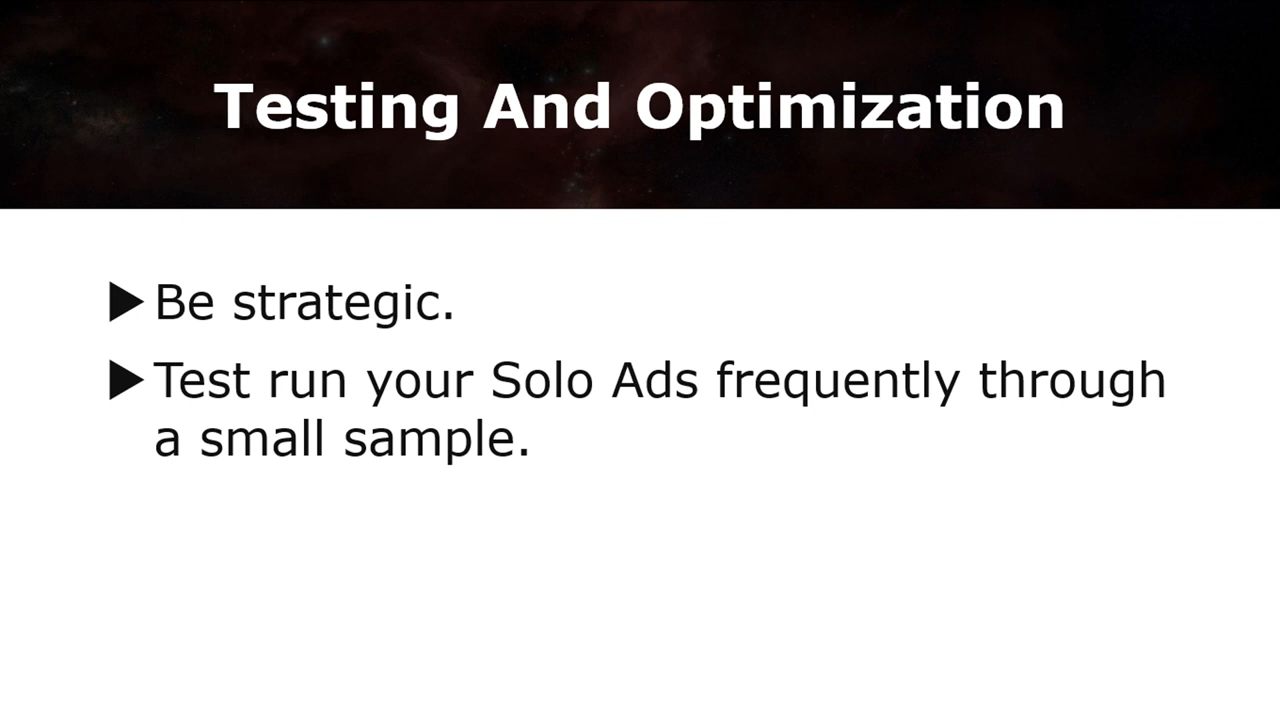 Testing And Optimization
▶ Be strategic.
▶ Test run your Solo Ads frequently through
a small sample.